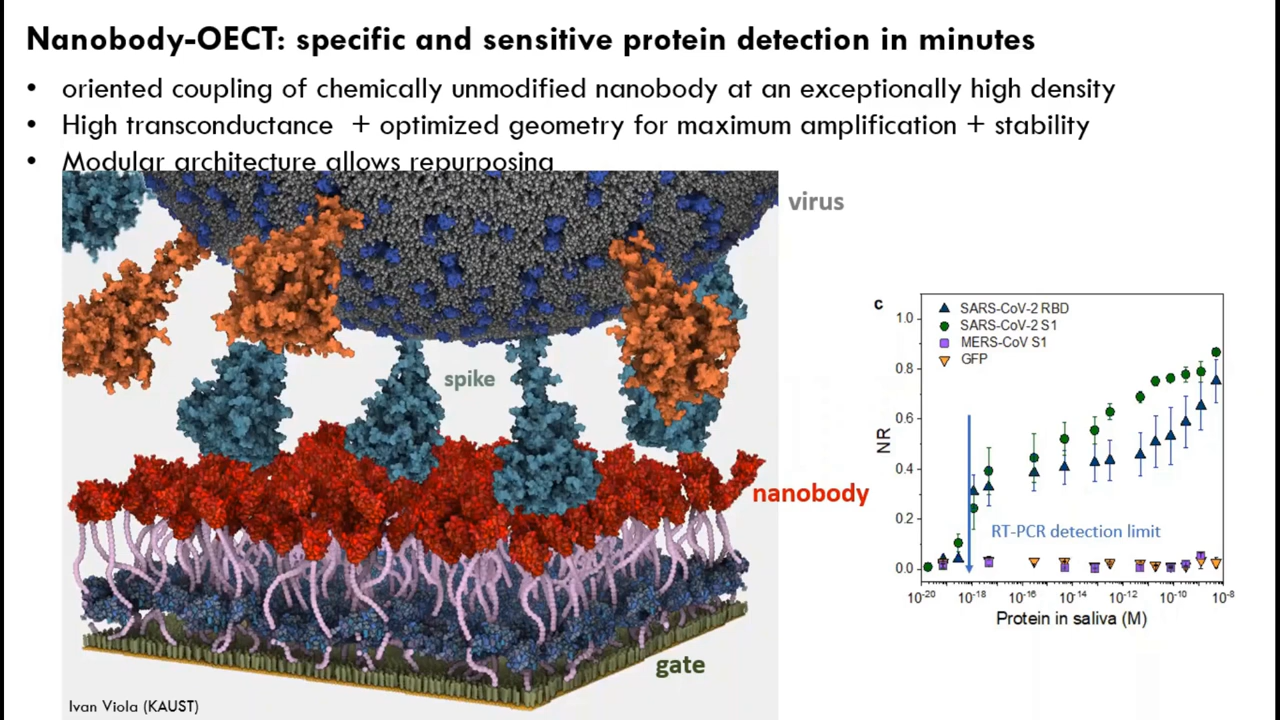 Nanobody-OECT: specific and sensitive protein detection in minutes
• oriented coupling of chemically unmodified nanobody at an exceptionally high density
• High transconductance + optimized geometry for maximum amplification + stability
• Modular architecture allows repurposing
virus
spike
nanobody
gate
Ivan Viola (KAUST)
c
SARS-CoV-2 RBD
SARS-CoV-2 S1
MERS-CoV S1
GFP
1.0
0.8
0.6
0.4
0.2
0.0
NR
RT-PCR detection limit
10⁻²⁰ 10⁻¹⁸ 10⁻¹⁶ 10⁻¹⁴ 10⁻¹² 10⁻¹⁰ 10⁻⁸
Protein in saliva (M)